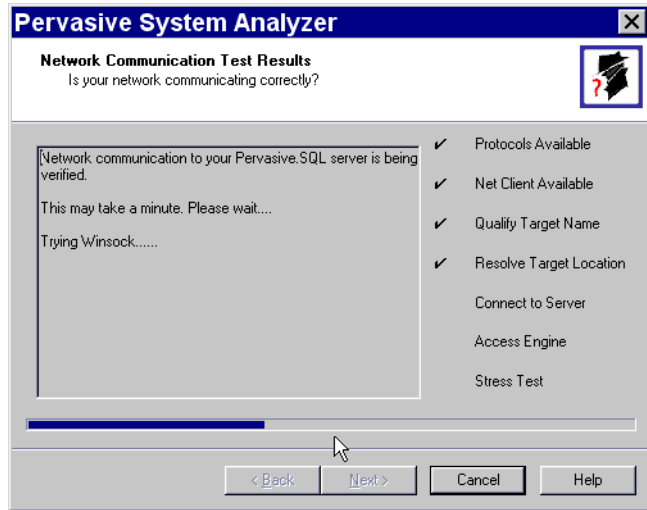 Pervasive System Analyzer
Network Communication Test Results
Is your network communicating correctly?
?
Network communication to your Pervasive.SQL server is being
verified.
This may take a minute. Please wait....
Trying Winsock......
✔ Protocols Available
✔ Net Client Available
✔ Qualify Target Name
✔ Resolve Target Location
Connect to Server
Access Engine
Stress Test
< Back
Next >
Cancel
Help